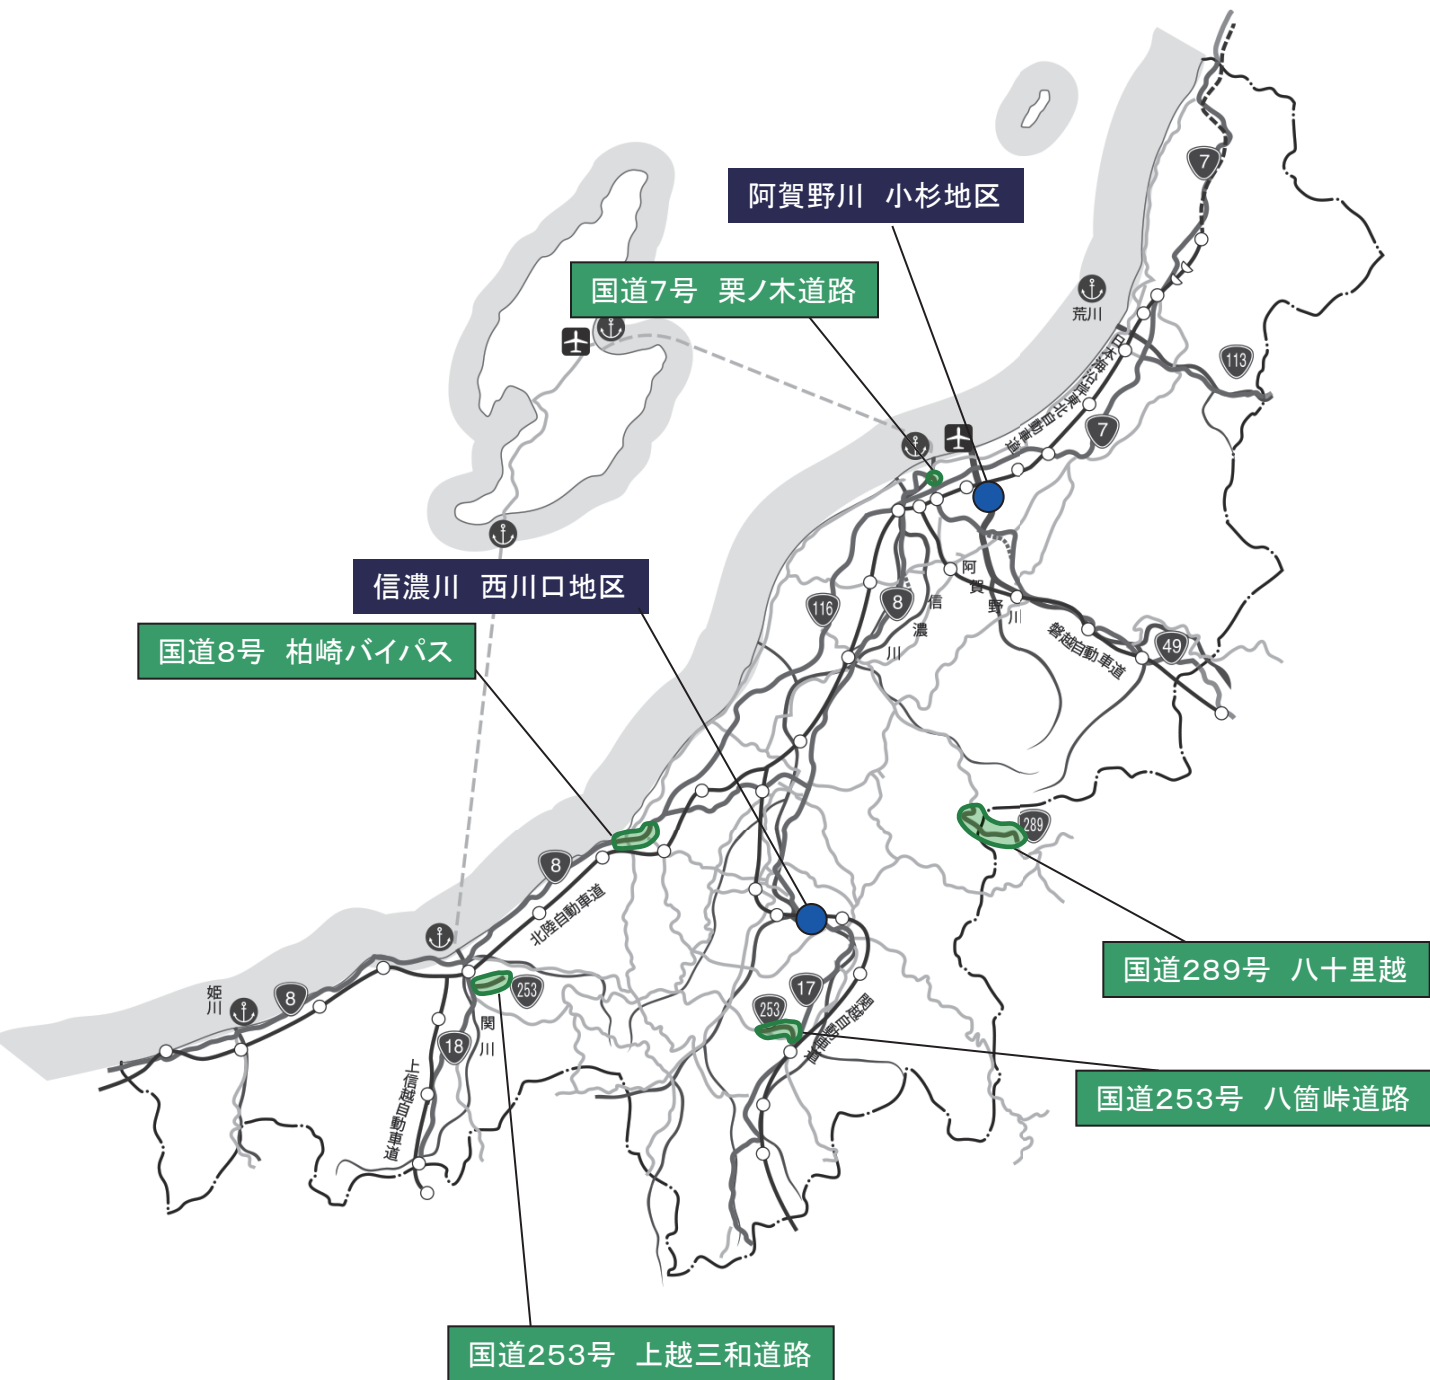 7
阿賀野川　小杉地区
国道7号　栗ノ木道路
荒川
113
日本海沿岸東北自動車道
7
信濃川　西川口地区
116
8
信濃川
阿賀野川
国道8号　柏崎バイパス
磐越自動車道
49
289
8
北陸自動車道
国道289号　八十里越
姫川
8
253
関川
18
253
17
関越自動車道
上信越自動車道
国道253号　八箇峠道路
国道253号　上越三和道路